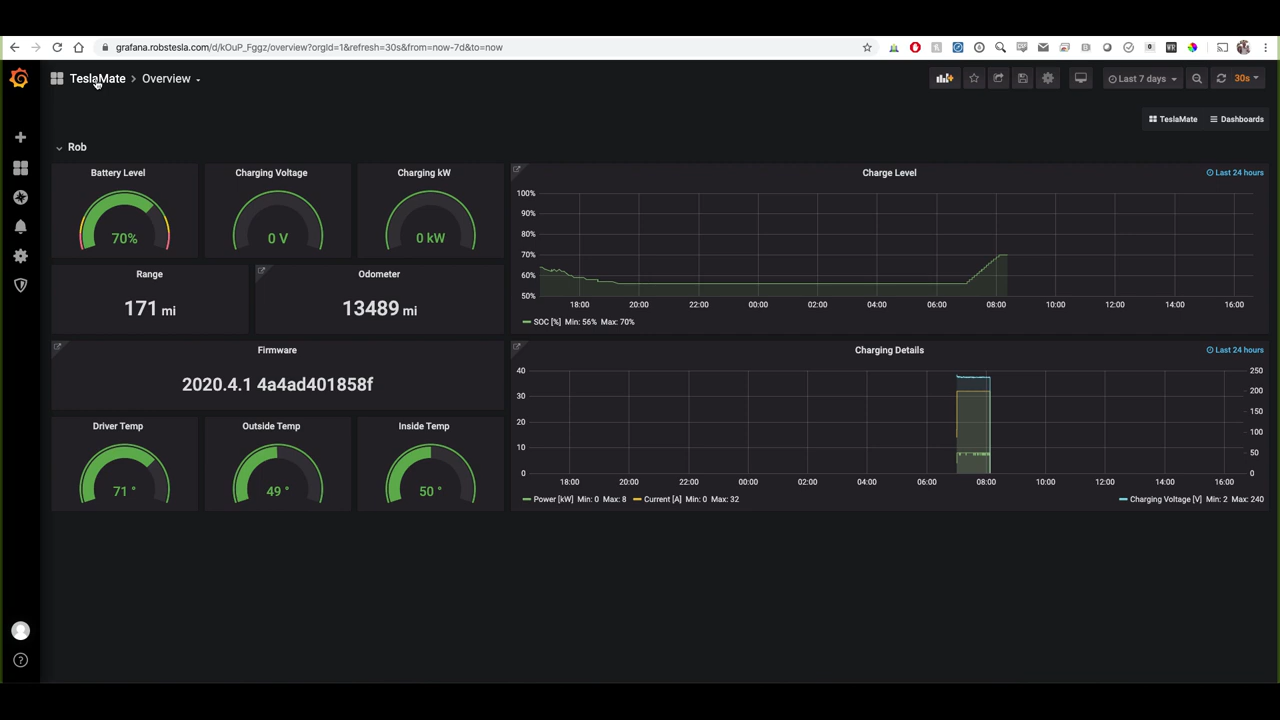 grafana.robstesla.com/d/kOuP_Fggz/overview?orgId=1&refresh=30s&from=now-7d&to=now
TeslaMate > Overview
Last 7 days
30s
TeslaMate
Dashboards
Rob
Battery Level
70%
Charging Voltage
0 V
Charging kW
0 kW
Range
171 mi
Odometer
13489 mi
Firmware
2020.4.1 4a4ad401858f
Driver Temp
71 °
Outside Temp
49 °
Inside Temp
50 °
Charge Level
Last 24 hours
100%
90%
80%
70%
60%
50%
18:00 20:00 22:00 00:00 02:00 04:00 06:00 08:00 10:00 12:00 14:00 16:00
SOC [%] Min: 56% Max: 70%
Charging Details
Last 24 hours
40
30
20
10
0
250
200
150
100
50
0
18:00 20:00 22:00 00:00 02:00 04:00 06:00 08:00 10:00 12:00 14:00 16:00
Power [kW] Min: 0 Max: 8 Current [A] Min: 0 Max: 32
Charging Voltage [V] Min: 2 Max: 240